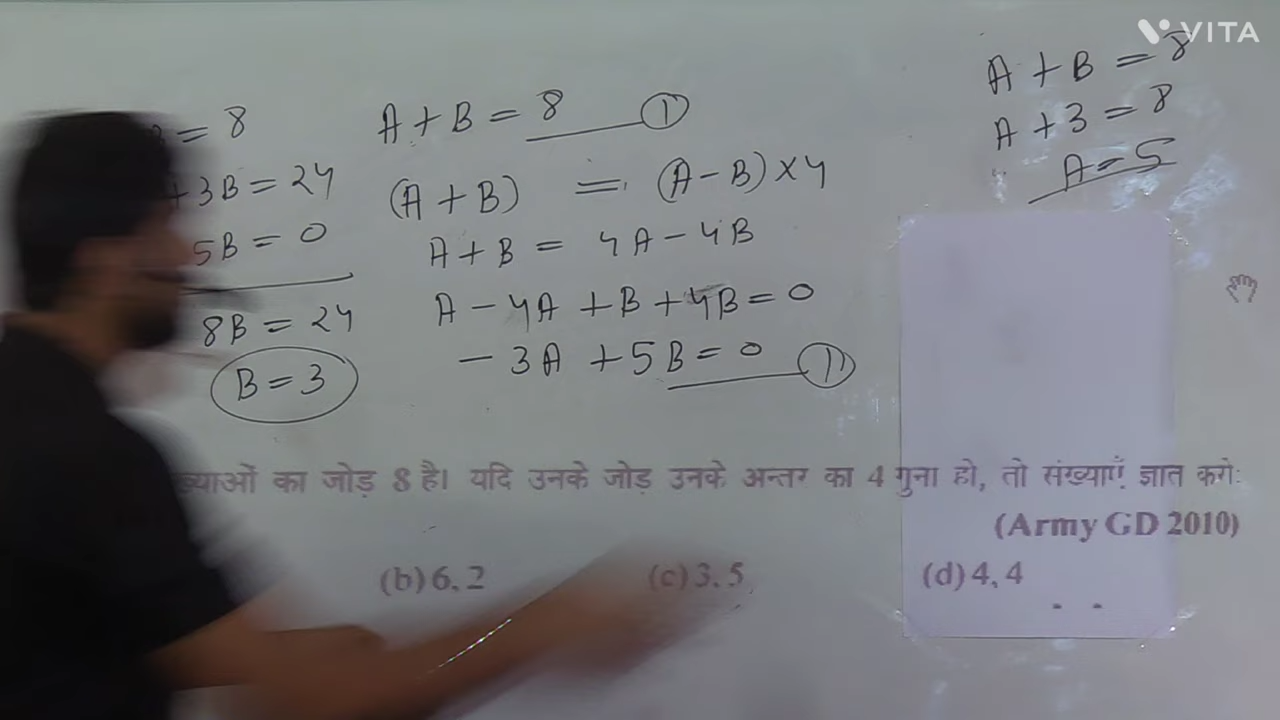 VITA
B = 8
+ 3B = 24
5B = 0
8B = 24
B = 3
A + B = 8 I
(A + B) = (A - B) × 4
A + B = 4A - 4B
A - 4A + B + 4B = 0
- 3A + 5B = 0 II
A + B = 8
A + 3 = 8
A = 5
का जोड़ 8 है। यदि उनके जोड़ उनके अन्तर का 4 गुना हो, तो संख्याएँ ज्ञात करो:
(Army GD 2010)
(b) 6, 2 (c) 3, 5 (d) 4, 4